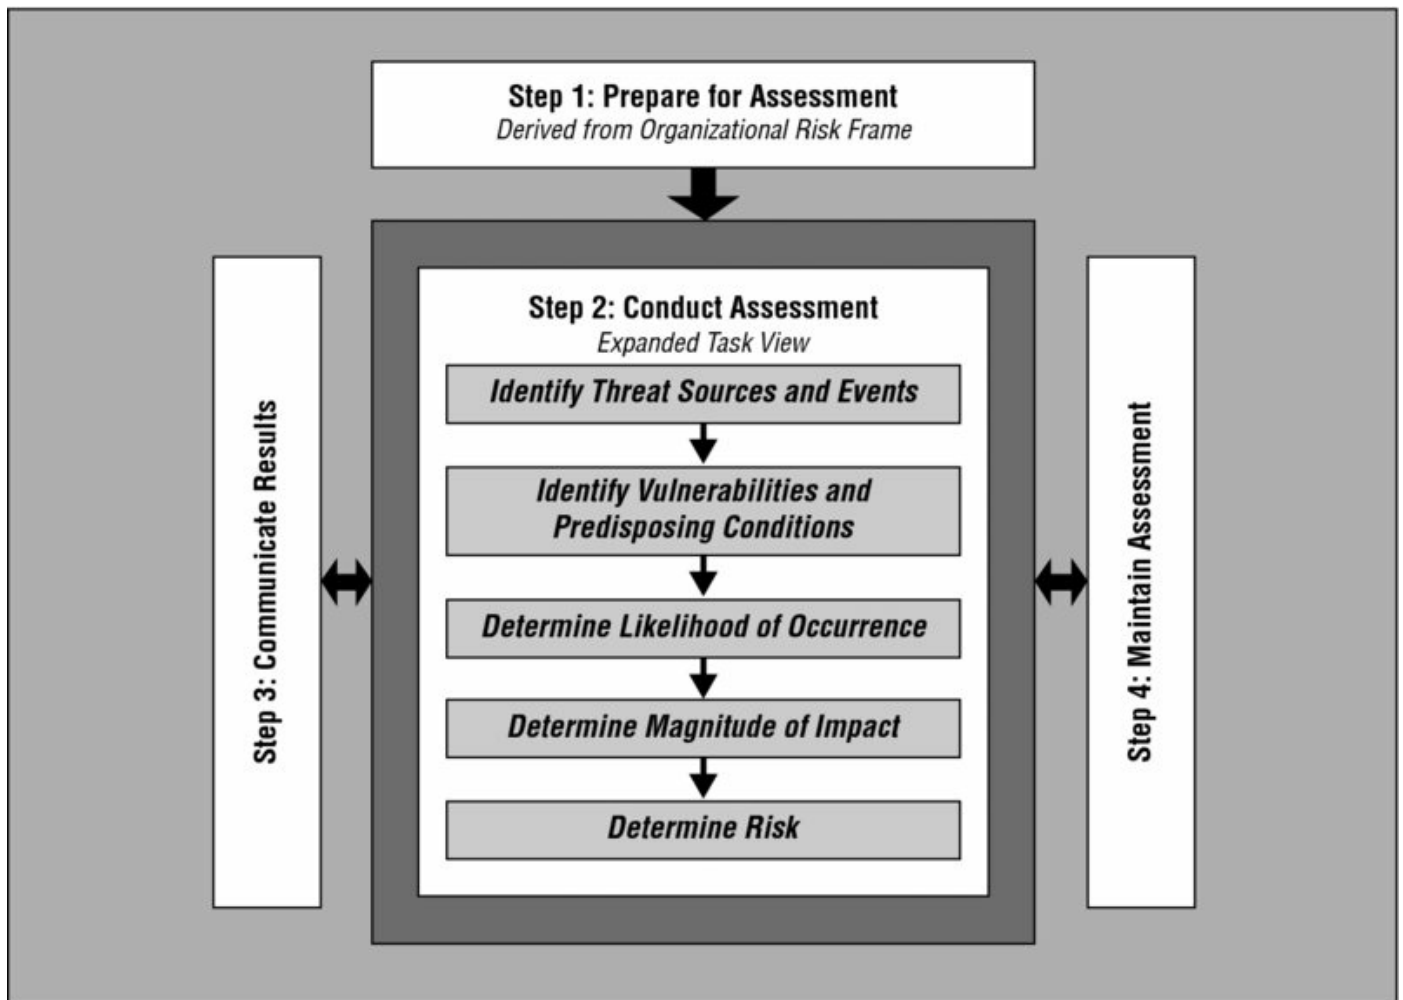 Step 1: Prepare for Assessment
Derived from Organizational Risk Frame
Step 2: Conduct Assessment
Expanded Task View
Identify Threat Sources and Events
Identify Vulnerabilities and
Predisposing Conditions
Determine Likelihood of Occurrence
Determine Magnitude of Impact
Determine Risk
Step 3: Communicate Results
Step 4: Maintain Assessment